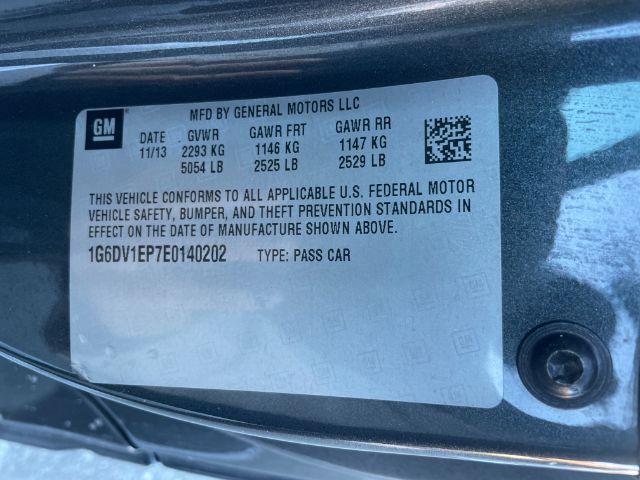 MFD BY GENERAL MOTORS LLC
GM
DATE GVWR GAWR FRT GAWR RR
11/13 2293 KG 1146 KG 1147 KG
5054 LB 2525 LB 2529 LB
THIS VEHICLE CONFORMS TO ALL APPLICABLE U.S. FEDERAL MOTOR
VEHICLE SAFETY, BUMPER, AND THEFT PREVENTION STANDARDS IN
EFFECT ON THE DATE OF MANUFACTURE SHOWN ABOVE.
1G6DV1EP7E0140202 TYPE: PASS CAR